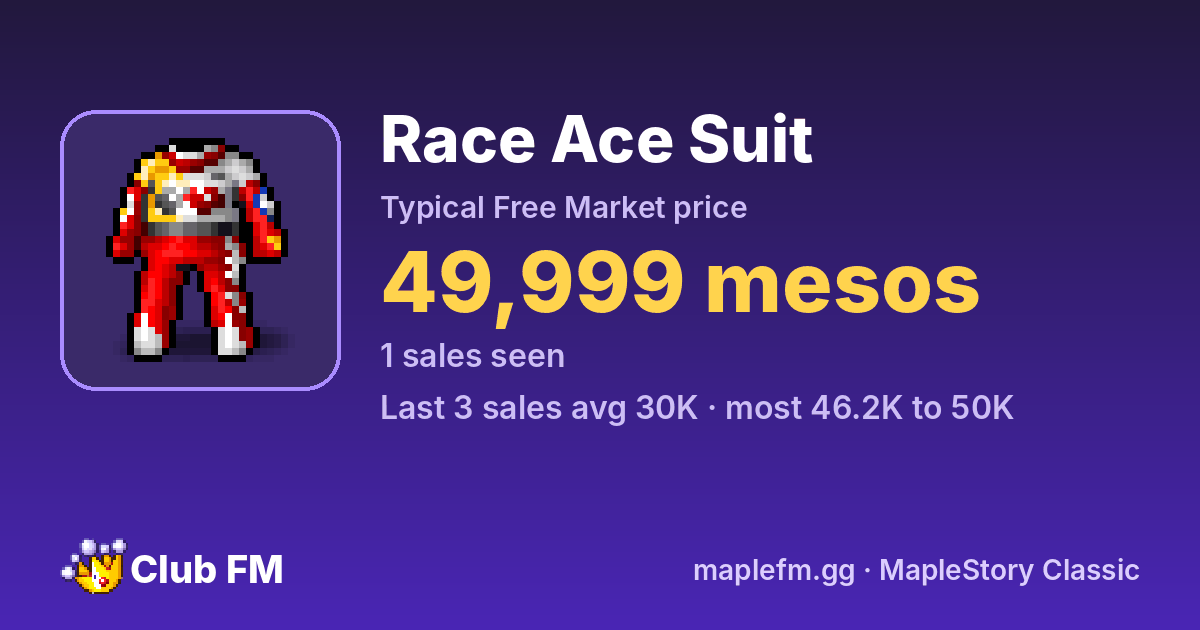 Race Ace Suit
Typical Free Market price
49,999 mesos
1 sales seen
Last 3 sales avg 30K · most 46.2K to 50K
Club FM
maplefm.gg · MapleStory Classic